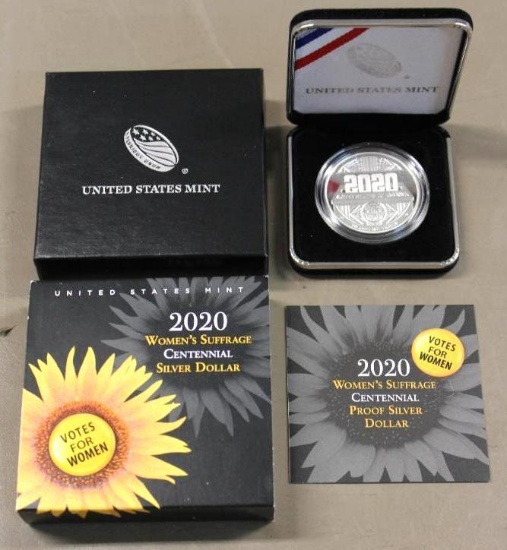 UNITED STATES MINT
UNITED STATES MINT
2020
UNITED STATES MINT
2020
WOMEN'S SUFFRAGE
CENTENNIAL
SILVER DOLLAR
VOTES
FOR
WOMEN
VOTES
FOR
WOMEN
2020
WOMEN'S SUFFRAGE
CENTENNIAL
PROOF SILVER
DOLLAR